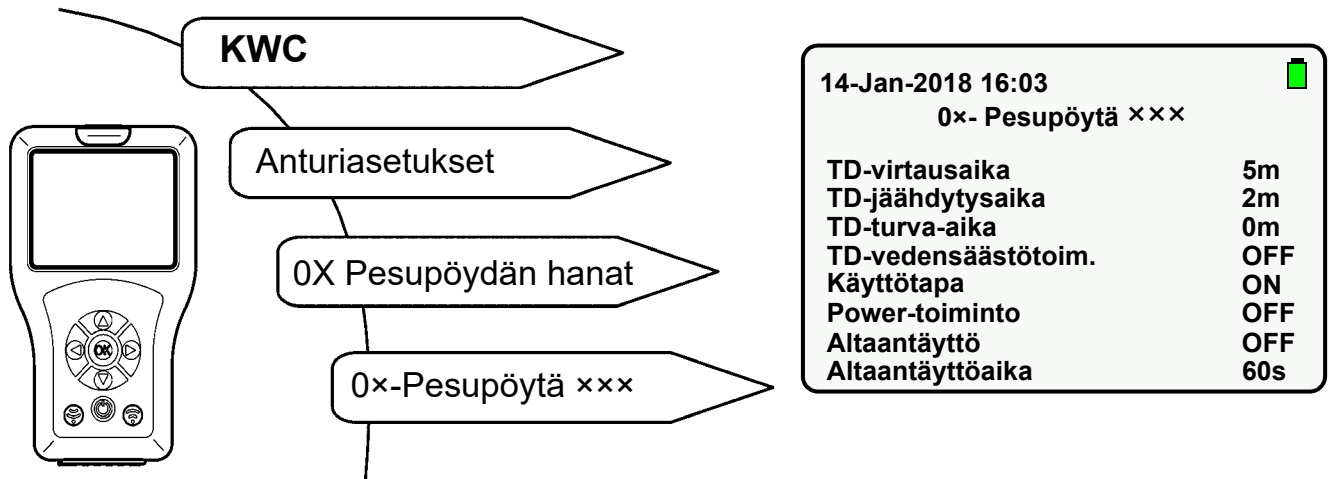 KWC
Anturiasetukset
0X Pesupöydän hanat
0×-Pesupöytä ×××
OK
14-Jan-2018 16:03
0×- Pesupöytä ×××
TD-virtausaika 5m
TD-jäähdytysaika 2m
TD-turva-aika 0m
TD-vedensäästötoim. OFF
Käyttötapa ON
Power-toiminto OFF
Altaantäyttö OFF
Altaantäyttöaika 60s